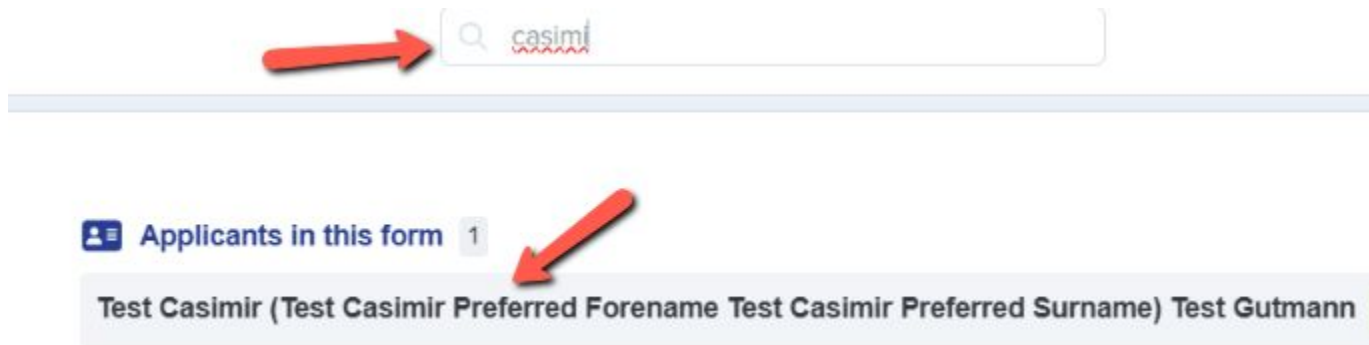 casimi
Applicants in this form 1
Test Casimir (Test Casimir Preferred Forename Test Casimir Preferred Surname) Test Gutmann